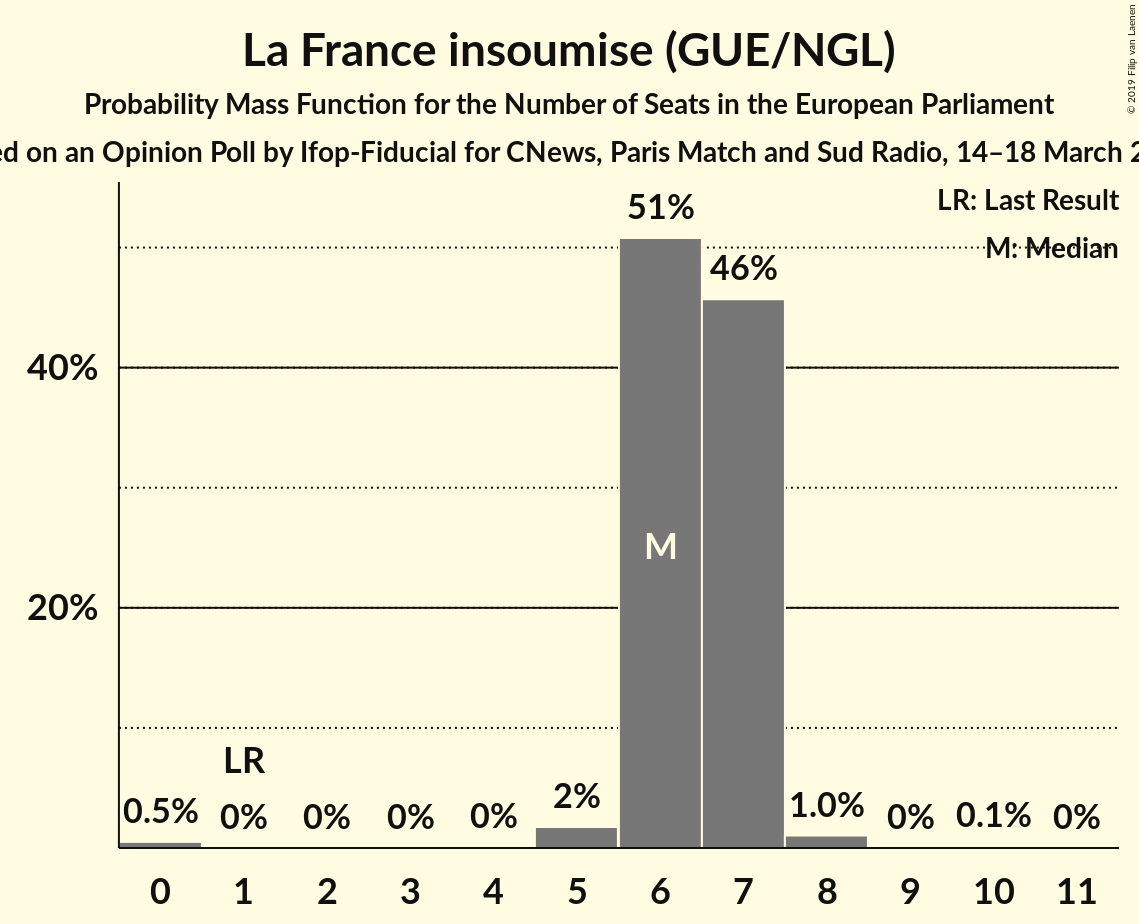 La France insoumise (GUE/NGL)
Probability Mass Function for the Number of Seats in the European Parliament
on an Opinion Poll by Ifop-Fiducial for CNews, Paris Match and Sud Radio, 14–18 March
© 2019 Filip van Laenen
LR: Last Result
M: Median
51%
46%
40%
M
20%
LR
0.5% 0% 0% 0% 0% 2% 1.0% 0% 0.1% 0%
0 1 2 3 4 5 6 7 8 9 10 11